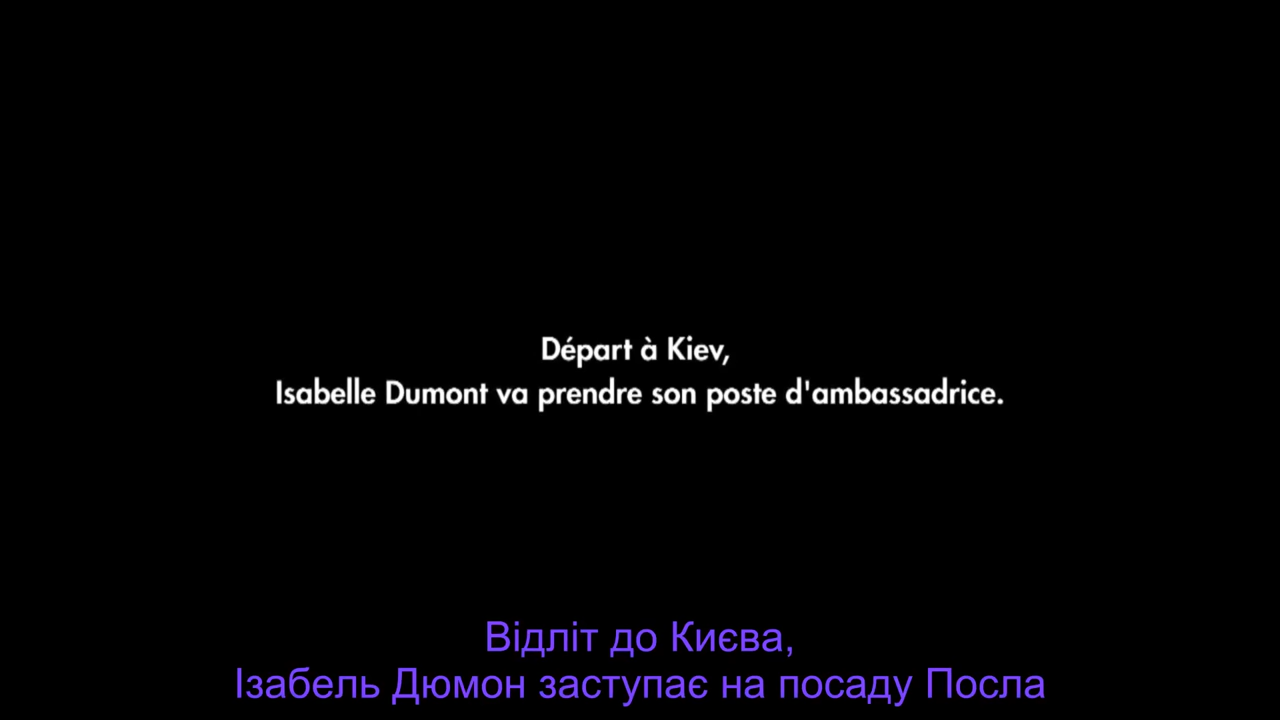 Départ à Kiev,
Isabelle Dumont va prendre son poste d'ambassadrice.
Відліт до Києва,
Ізабель Дюмон заступає на посаду Посла